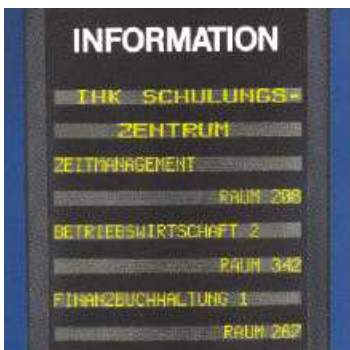 INFORMATION
IHK SCHULUNGS-
ZENTRUM
ZEITMANAGEMENT
RAUM 208
BETRIEBSWIRTSCHAFT 2
RAUM 342
FINANZBUCHHALTUNG 1
RAUM 262